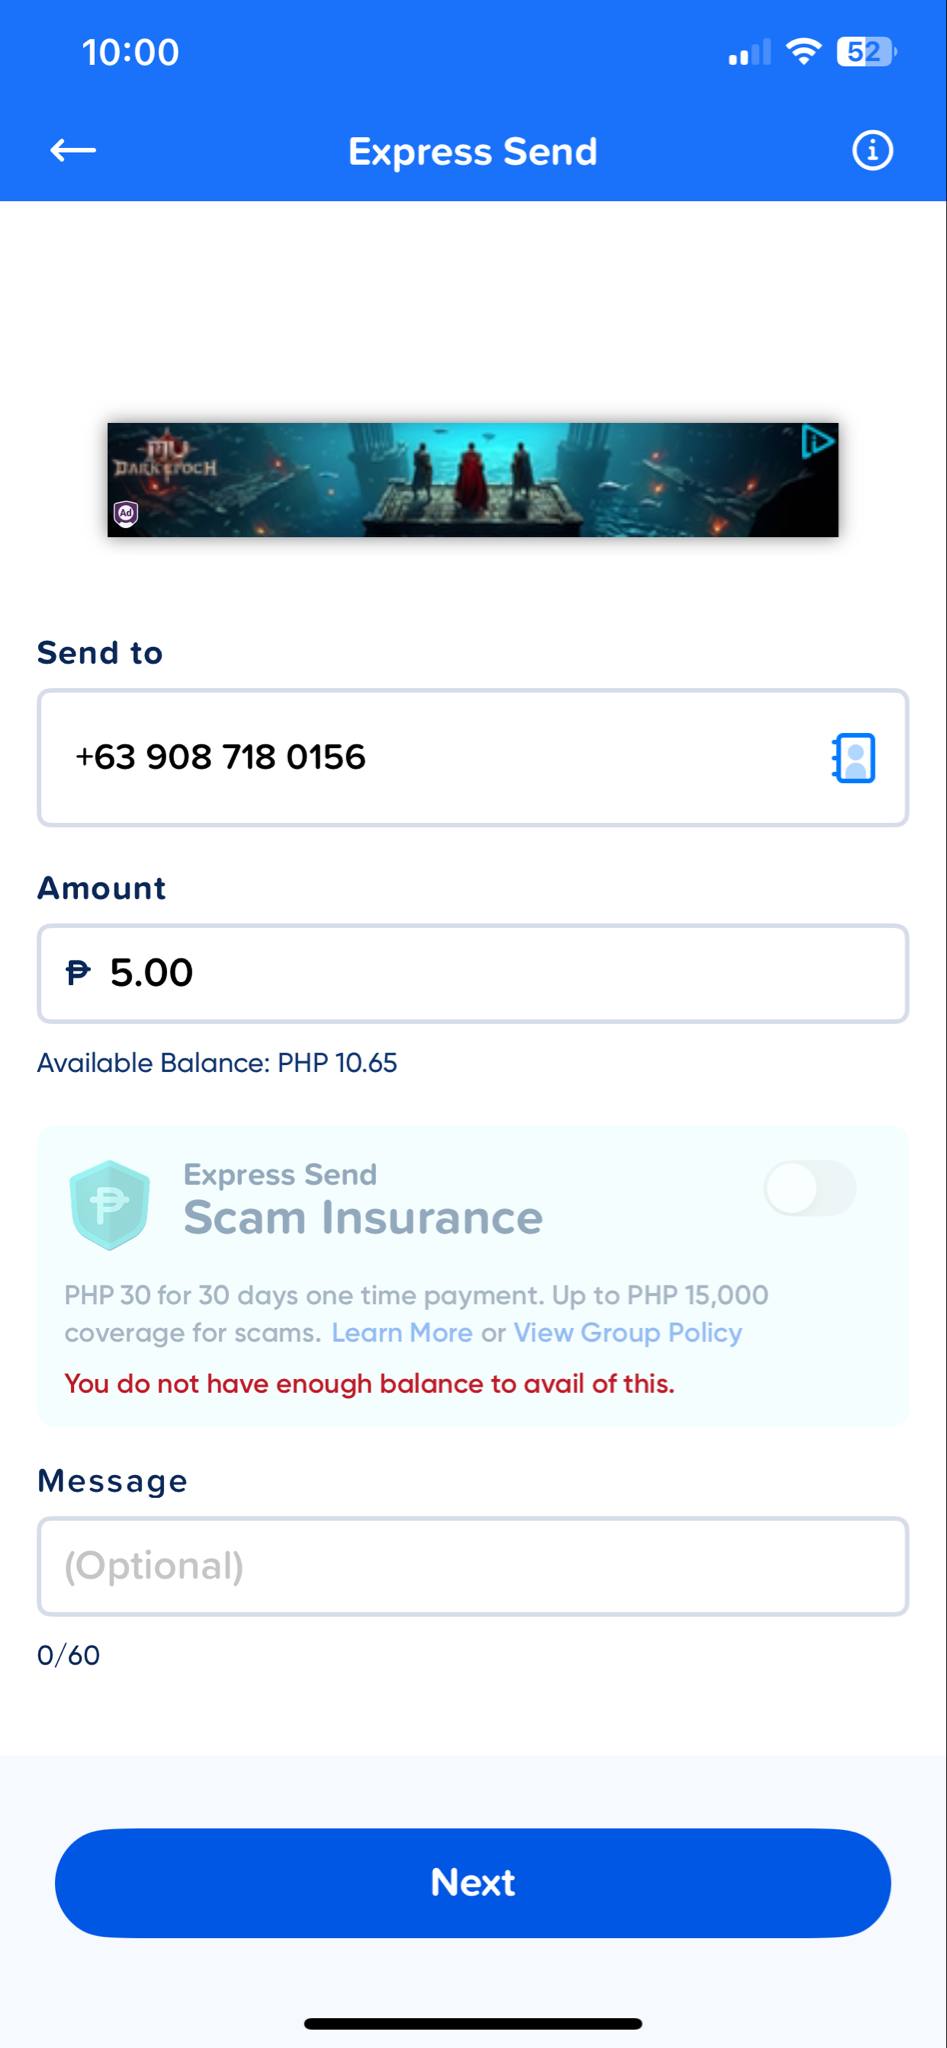 10:00
52
Express Send
MU
DARK EPOCH
Ad
Send to
+63 908 718 0156
Amount
₱ 5.00
Available Balance: PHP 10.65
Express Send
Scam Insurance
PHP 30 for 30 days one time payment. Up to PHP 15,000
coverage for scams. Learn More or View Group Policy
You do not have enough balance to avail of this.
Message
(Optional)
0/60
Next